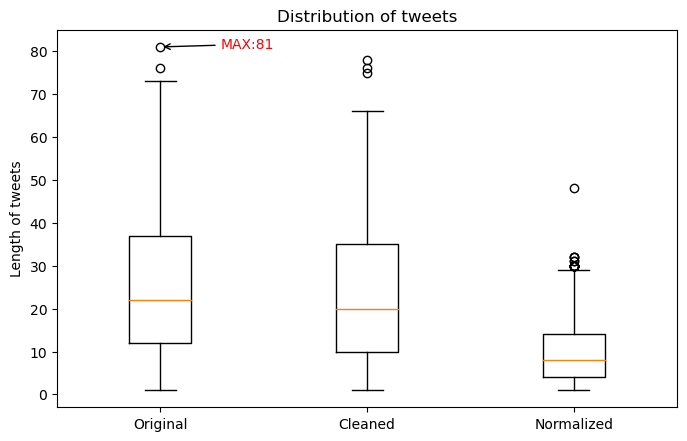 Distribution of tweets
MAX:81
Length of tweets
80
70
60
50
40
30
20
10
0
Original Cleaned Normalized